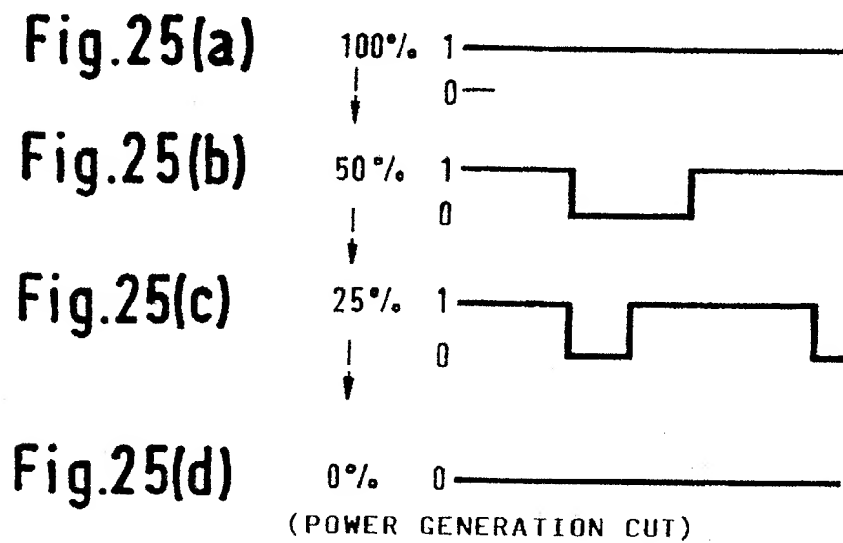 Fig.25(a) 100% 1
0
Fig.25(b) 50% 1
0
Fig.25(c) 25% 1
0
Fig.25(d) 0% 0
(POWER GENERATION CUT)